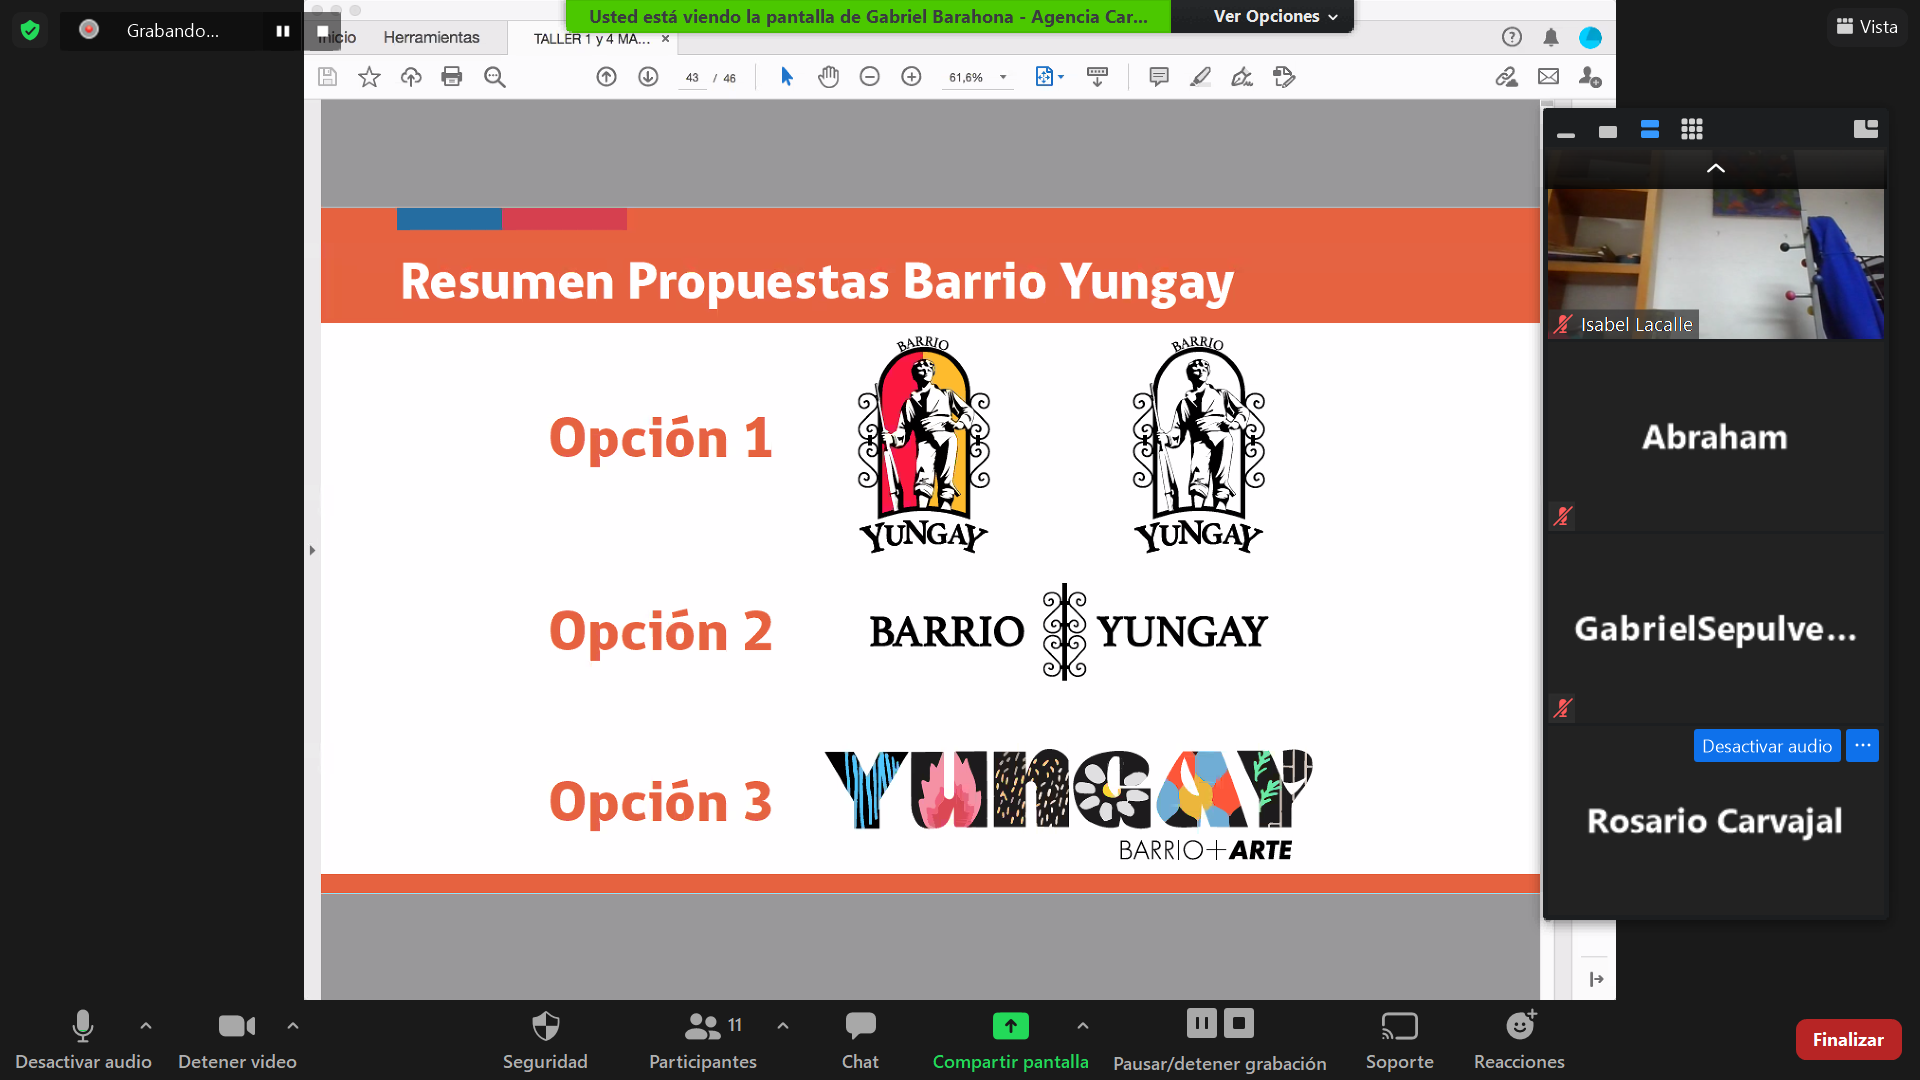 Usted está viendo la pantalla de Gabriel Barahona - Agencia Car...
Ver Opciones
Grabando...
Vista
Herramientas
TALLER 1 y 4 MA...
43 / 46
61,6%
Resumen Propuestas Barrio Yungay
Opción 1
BARRIO
YUNGAY
BARRIO
YUNGAY
Opción 2
BARRIO
YUNGAY
Opción 3
YUNGAY
BARRIO+ARTE
Isabel Lacalle
Abraham
GabrielSepulve...
Desactivar audio
...
Rosario Carvajal
Desactivar audio
Detener video
Seguridad
11
Participantes
Chat
Compartir pantalla
Pausar/detener grabación
Soporte
Reacciones
Finalizar